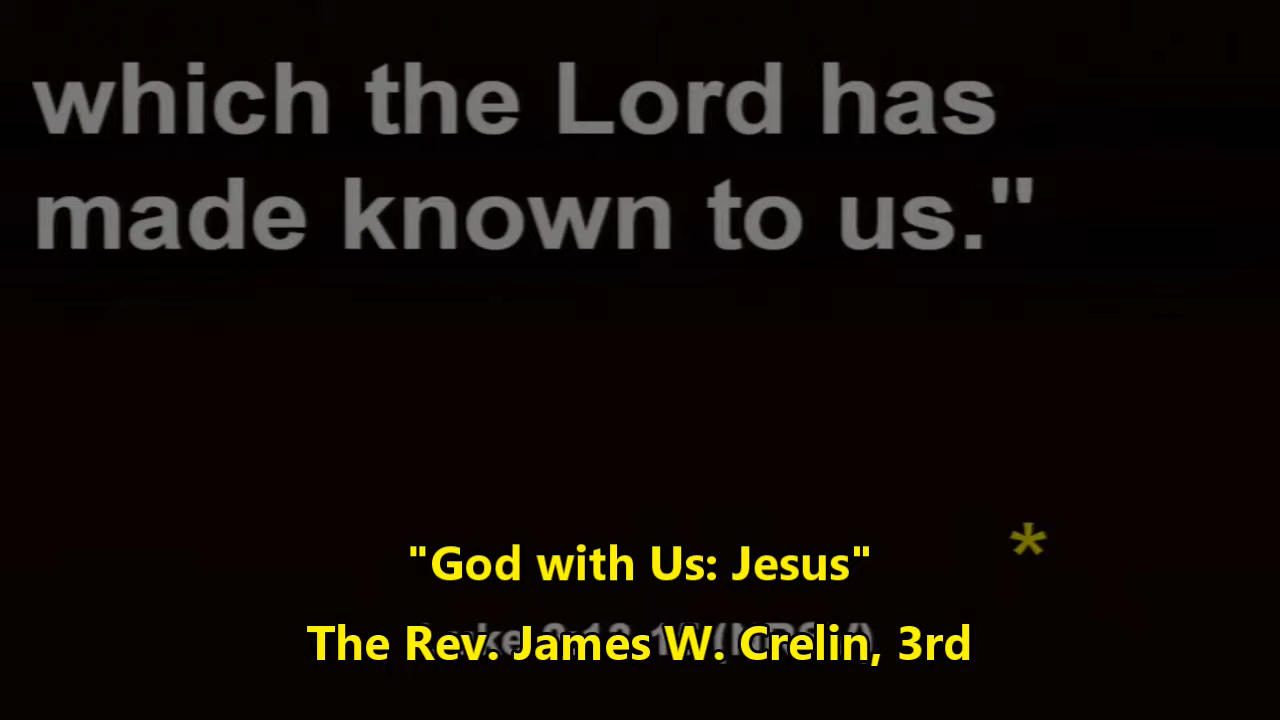 which the Lord has
made known to us."
*
"God with Us: Jesus"
The Rev. James W. Crelin, 3rd